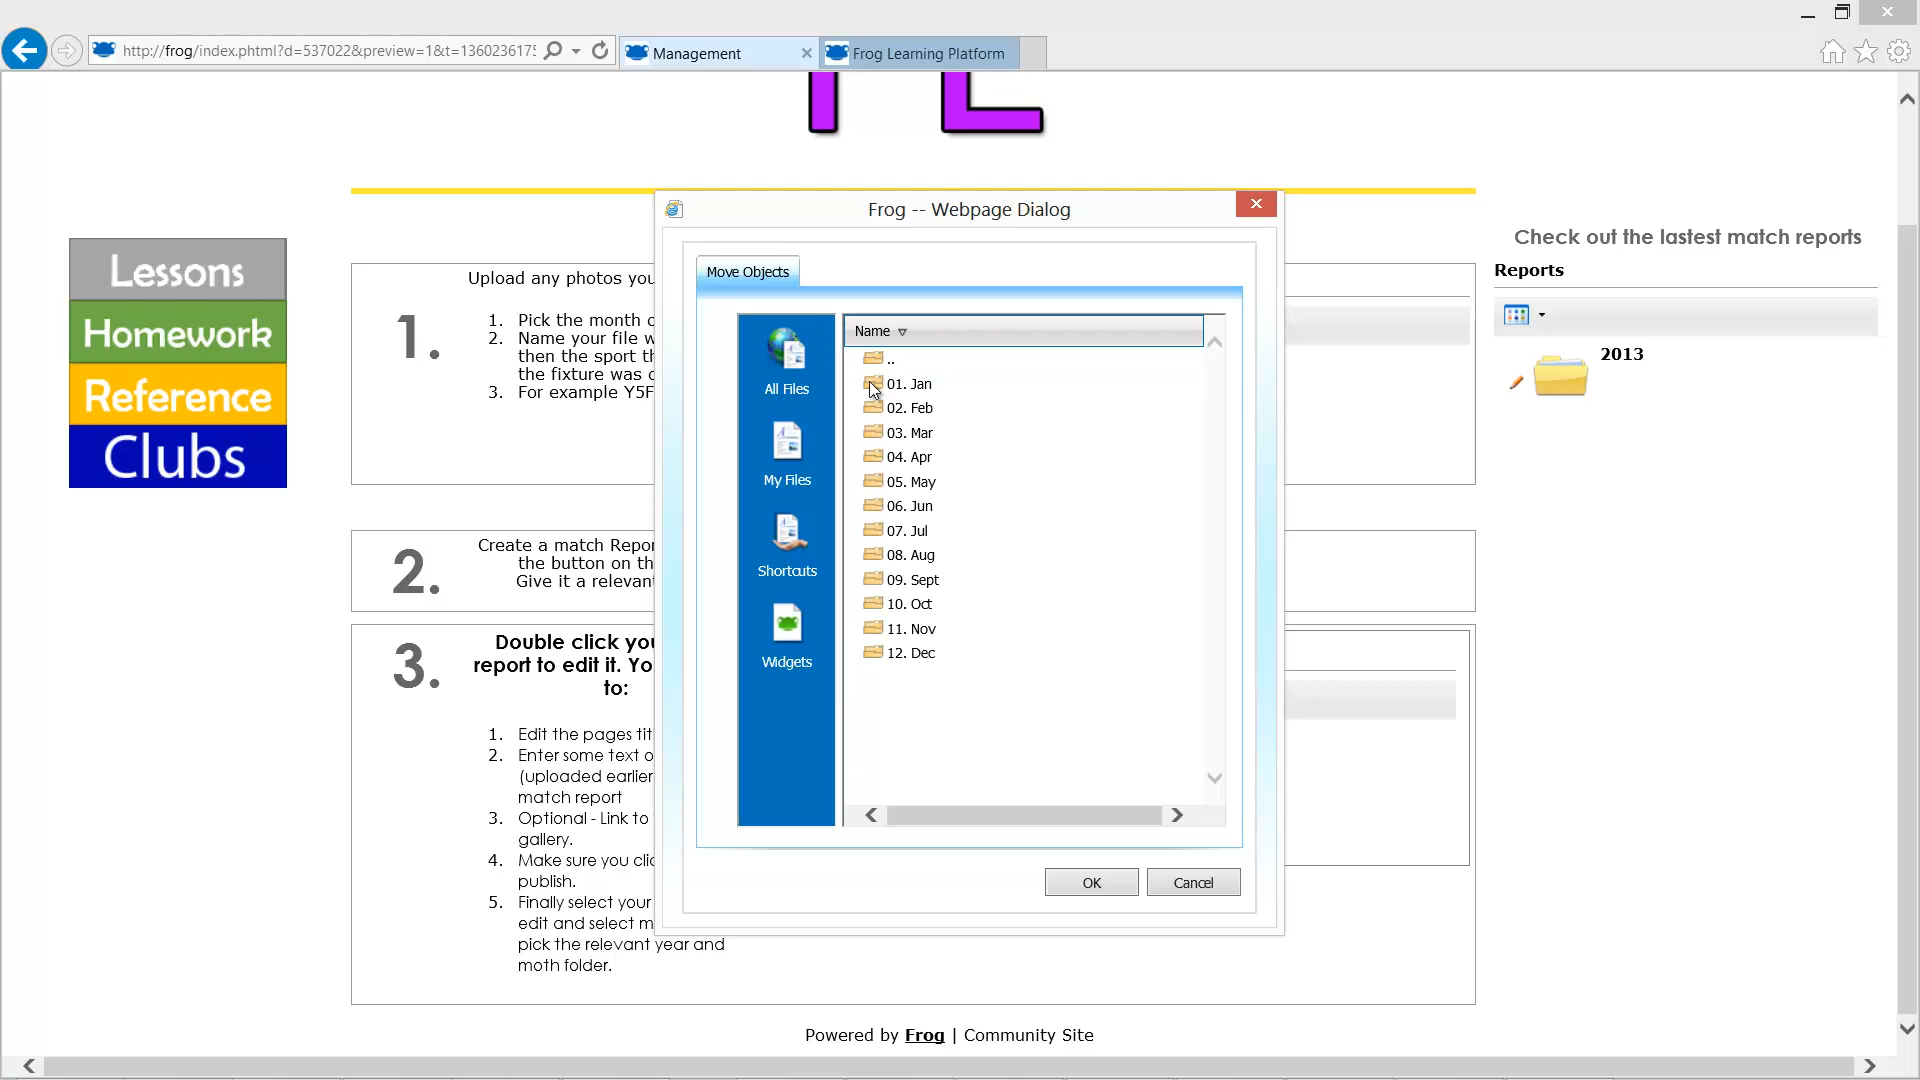 http://frog/index.phtml?d=537022&preview=1&t=136023617
Management
Frog Learning Platform
Lessons
Homework
Reference
Clubs
Upload any photos you
1.
1. Pick the month o
2. Name your file w
then the sport th
the fixture was o
3. For example Y5F
2.
Create a match Repor
the button on th
Give it a relevan
3.
Double click you
report to edit it. Yo
to:
1. Edit the pages tit
2. Enter some text o
(uploaded earlier
match report
3. Optional - Link to
gallery.
4. Make sure you clic
publish.
5. Finally select your
edit and select m
pick the relevant year and
moth folder.
Frog -- Webpage Dialog
Move Objects
All Files
My Files
Shortcuts
Widgets
Name
..
01. Jan
02. Feb
03. Mar
04. Apr
05. May
06. Jun
07. Jul
08. Aug
09. Sept
10. Oct
11. Nov
12. Dec
OK
Cancel
Check out the lastest match reports
Reports
2013
Powered by Frog | Community Site